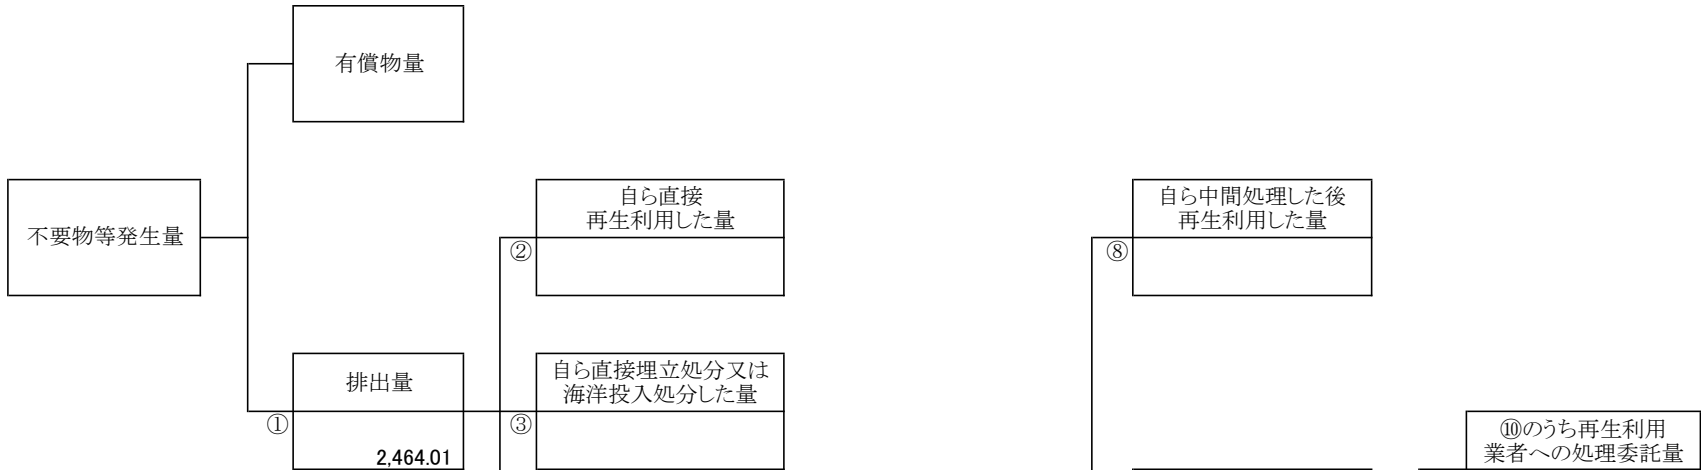 有償物量
不要物等発生量
自ら直接
再生利用した量
②
自ら中間処理した後
再生利用した量
⑧
排出量
①
2,464.01
自ら直接埋立処分又は
海洋投入処分した量
③
⑩のうち再生利用
業者への処理委託量